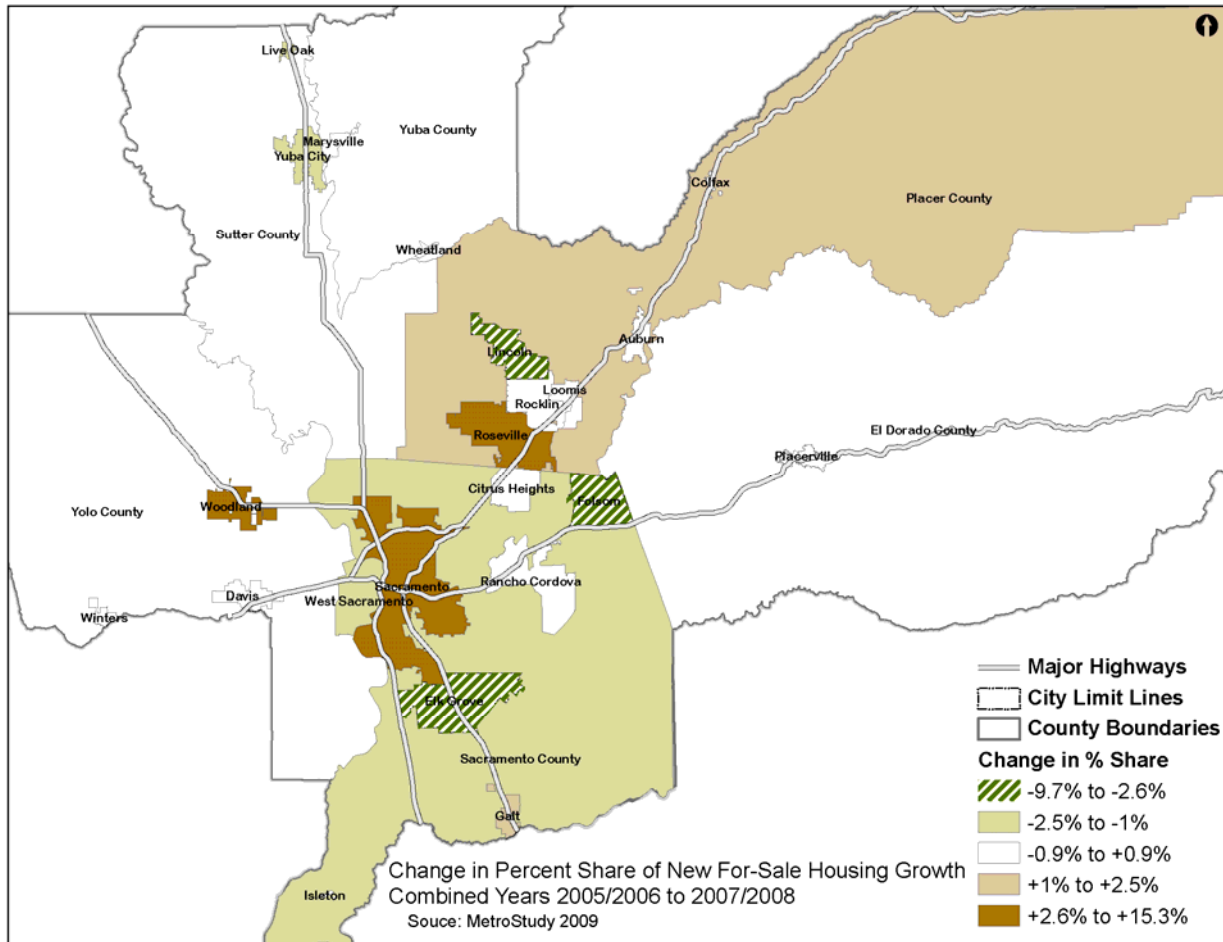 Live Oak
Yuba County
Marysville
Yuba City
Colfax
Placer County
Sutter County
Wheatland
Auburn
Lincoln
Loomis
Rocklin
Roseville
El Dorado County
Placerville
Citrus Heights
Folsom
Woodland
Yolo County
Rancho Cordova
Sacramento
Davis
West Sacramento
Winters
Elk Grove
Sacramento County
Galt
Isleton
Major Highways
City Limit Lines
County Boundaries
Change in % Share
-9.7% to -2.6%
-2.5% to -1%
-0.9% to +0.9%
+1% to +2.5%
+2.6% to +15.3%
Change in Percent Share of New For-Sale Housing Growth
Combined Years 2005/2006 to 2007/2008
Souce: MetroStudy 2009